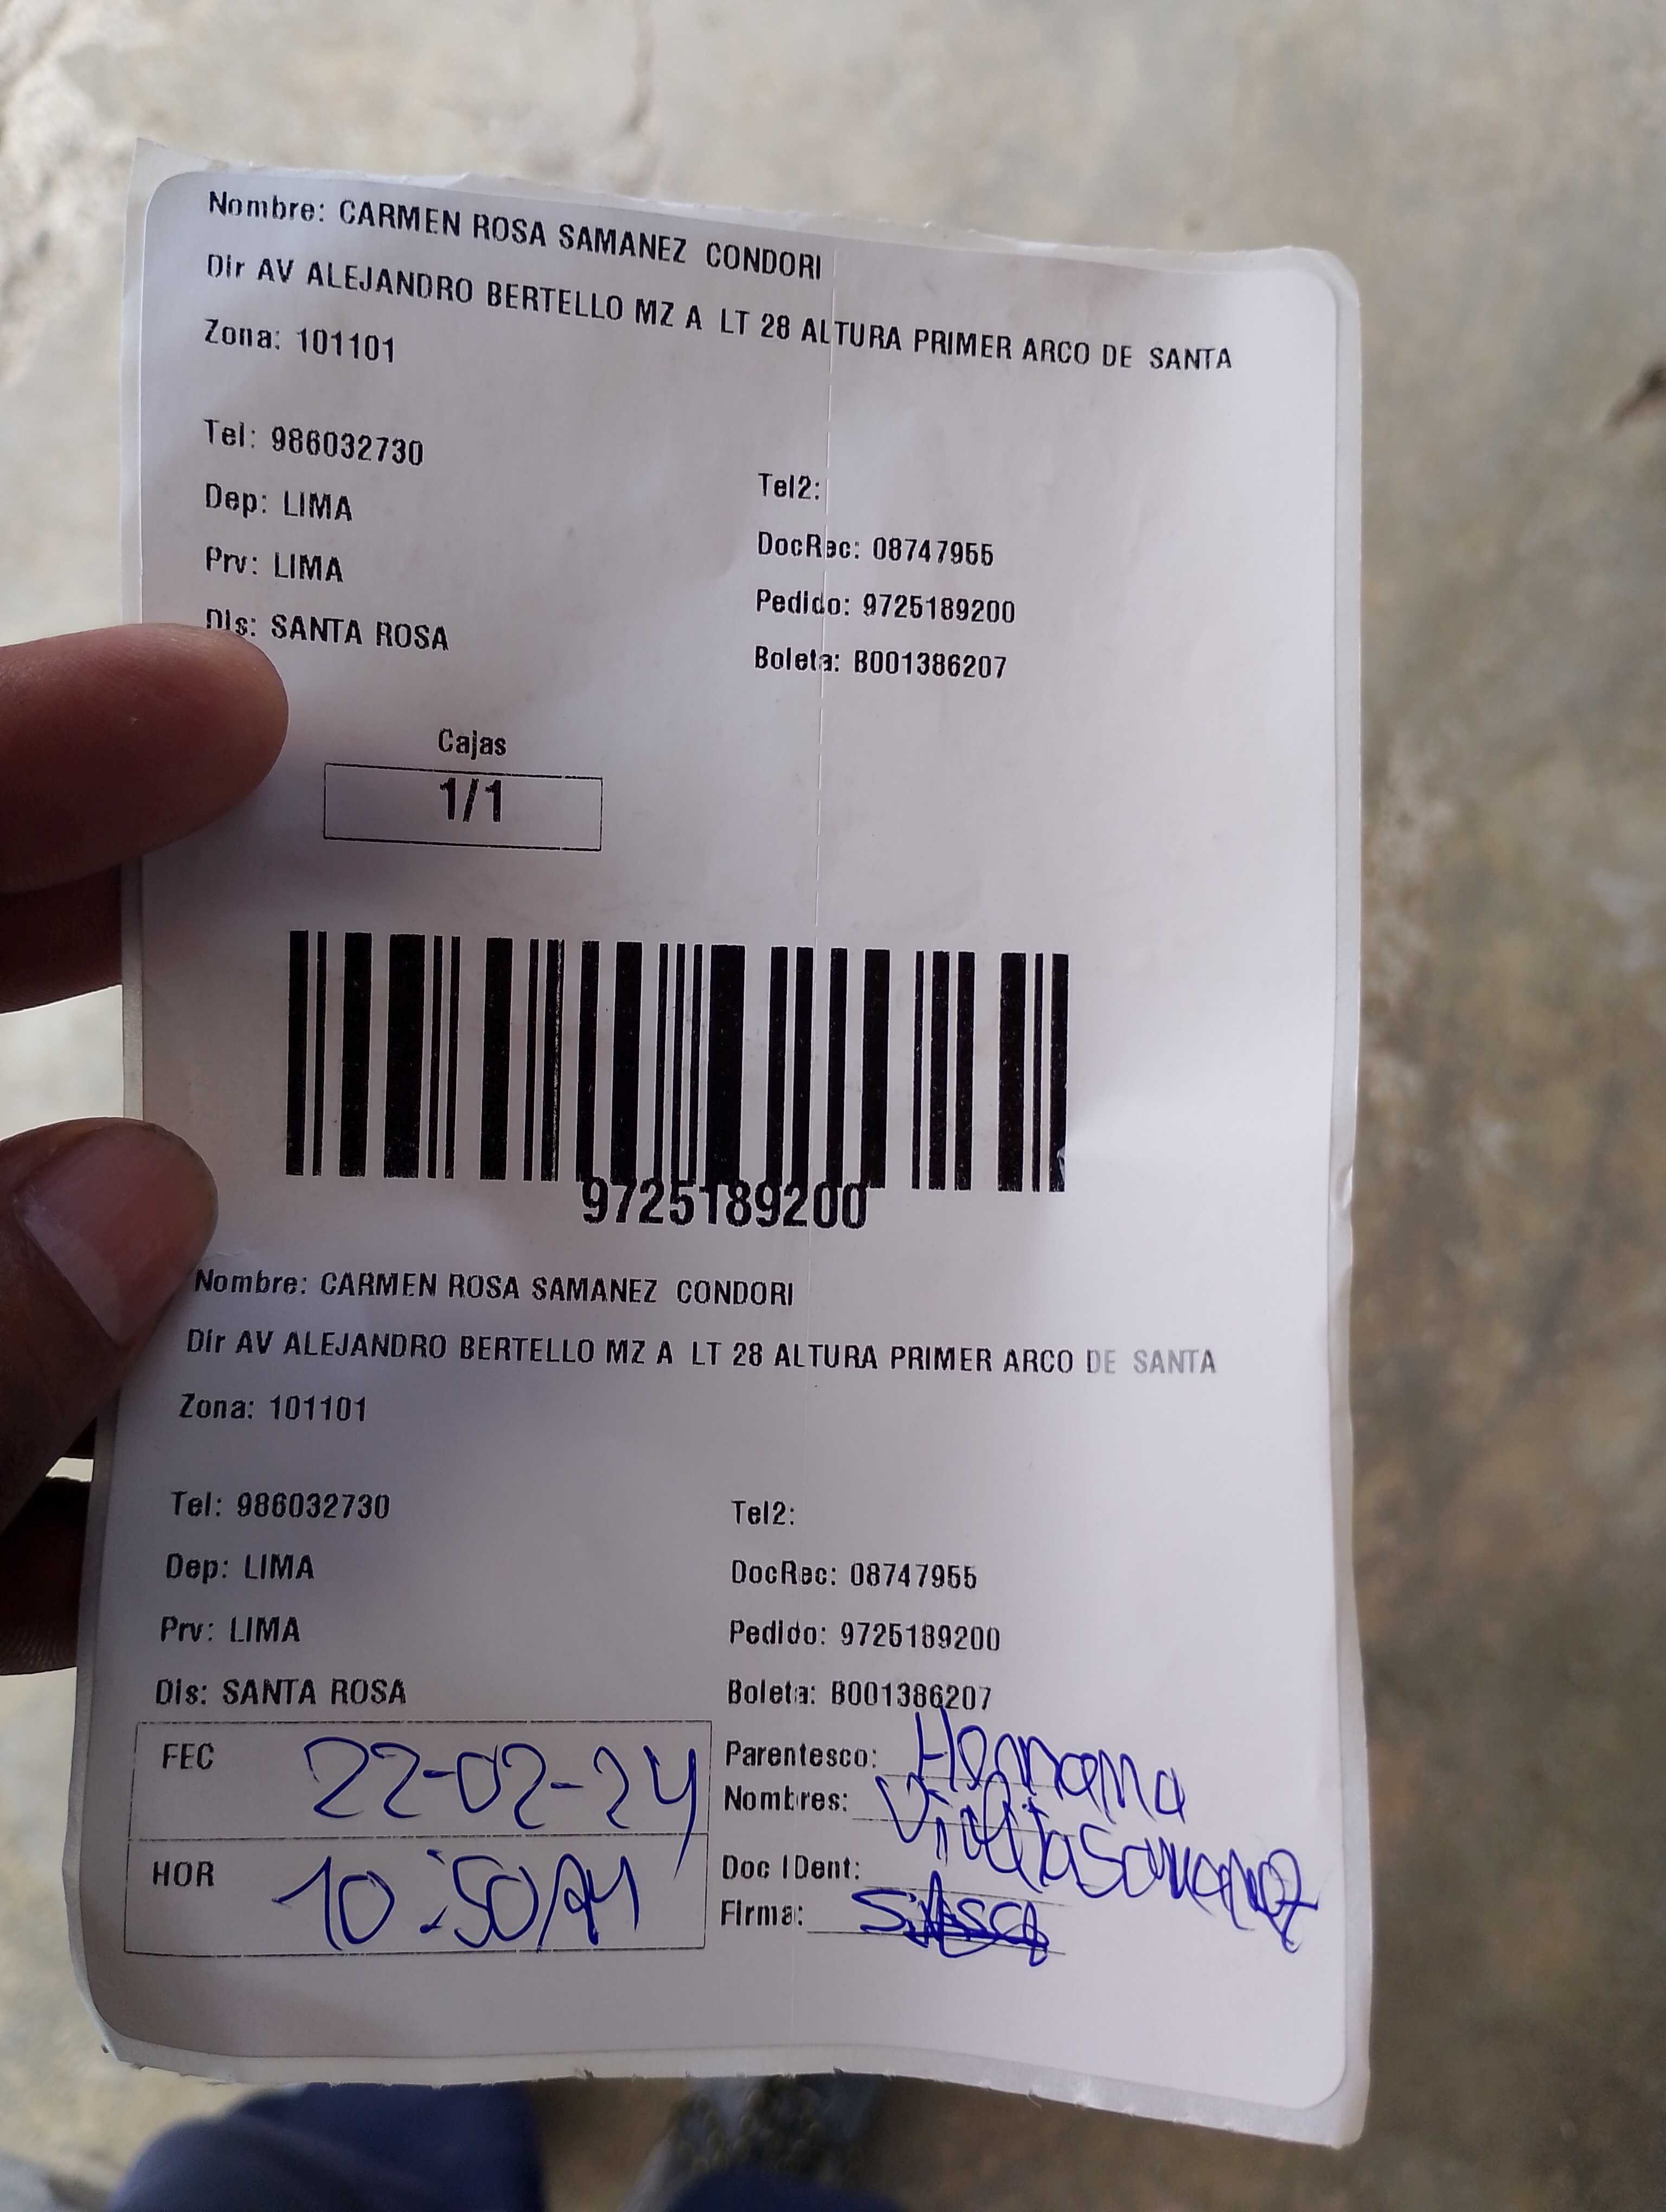 Nombre: CARMEN ROSA SAMANEZ CONDORI
Dir AV ALEJANDRO BERTELLO MZ A LT 28 ALTURA PRIMER ARCO DE SANTA
Zona: 101101
Tel: 986032730
Tel2:
Dep: LIMA
DocRec: 08747955
Prv: LIMA
Pedido: 9725189200
Dis: SANTA ROSA
Boleta: B001386207
Cajas
1/1
9725189200
Nombre: CARMEN ROSA SAMANEZ CONDORI
Dir AV ALEJANDRO BERTELLO MZ A LT 28 ALTURA PRIMER ARCO DE SANTA
Zona: 101101
Tel: 986032730
Tel2:
Dep: LIMA
DocRec: 08747955
Prv: LIMA
Pedido: 9725189200
Dis: SANTA ROSA
Boleta: B001386207
FEC 22-02-24
Parentesco: Hermana
Nombres: Samanez
HOR 10:50AM
Doc IDent:
Firma: